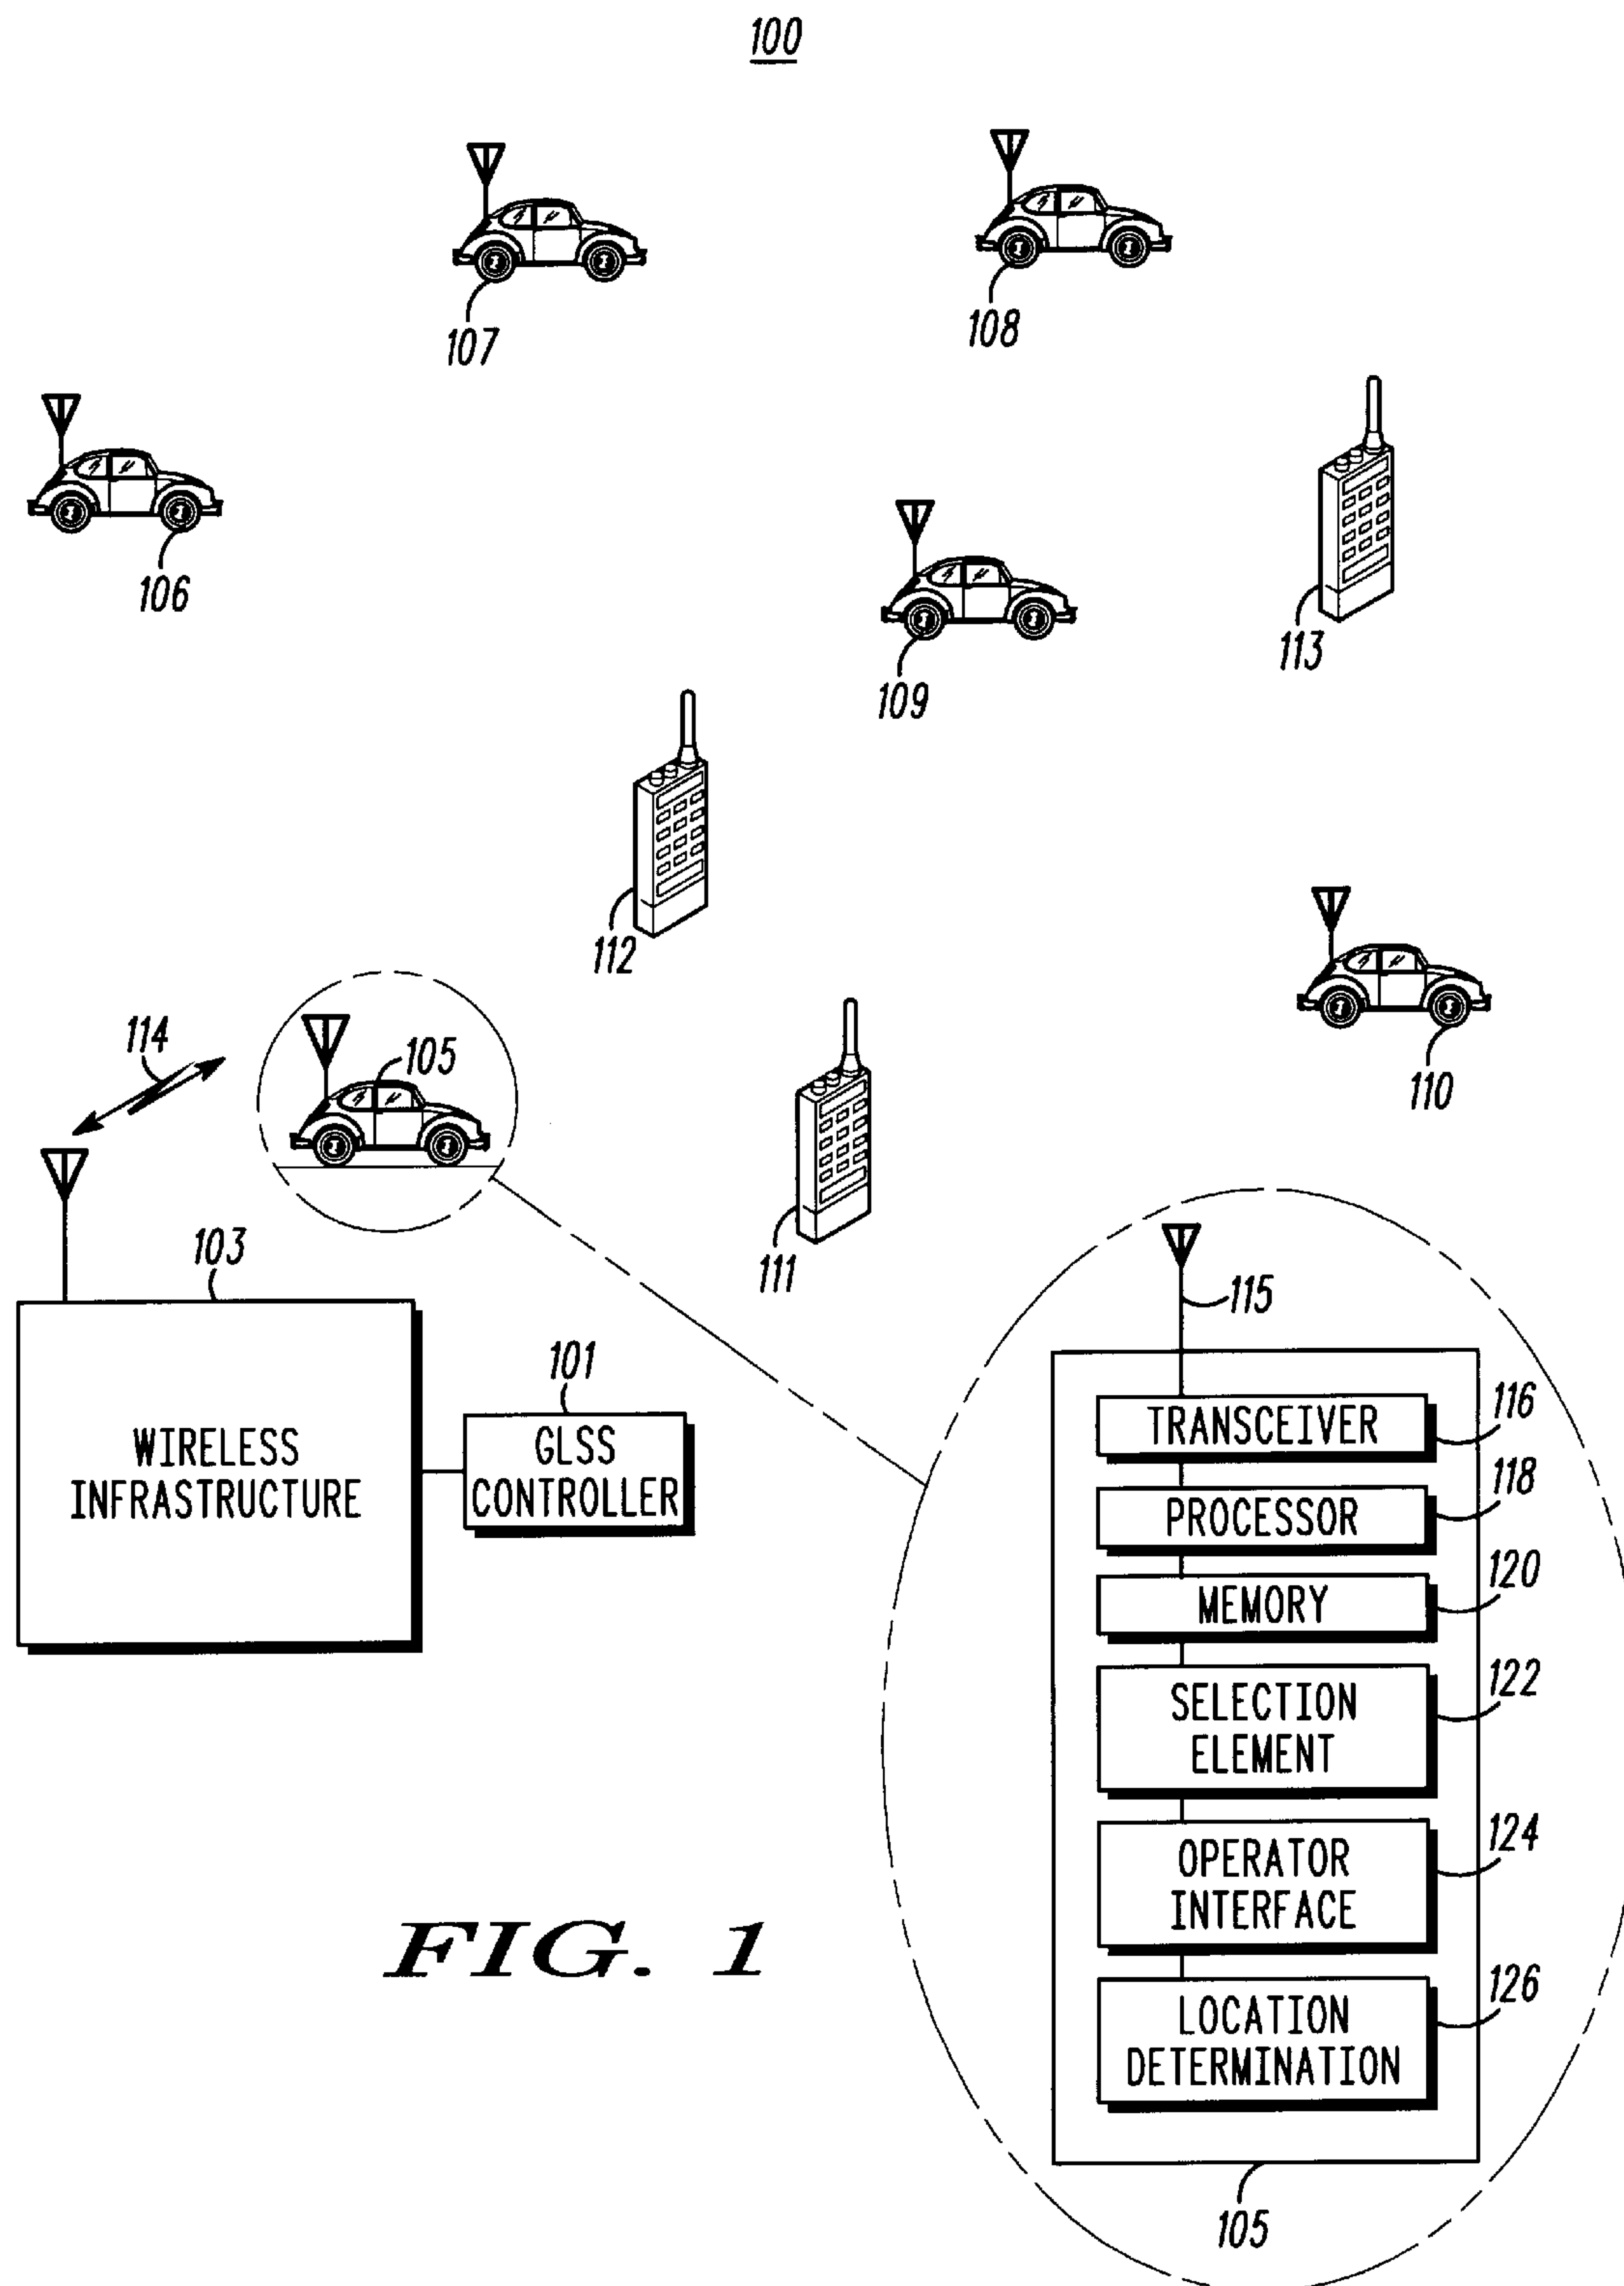 100
107
108
106
109
113
112
110
114
105
111
103
115
101
WIRELESS
INFRASTRUCTURE
GLSS
CONTROLLER
TRANSCEIVER
116
PROCESSOR
118
MEMORY
120
SELECTION
ELEMENT
122
OPERATOR
INTERFACE
124
LOCATION
DETERMINATION
126
105
FIG. 1